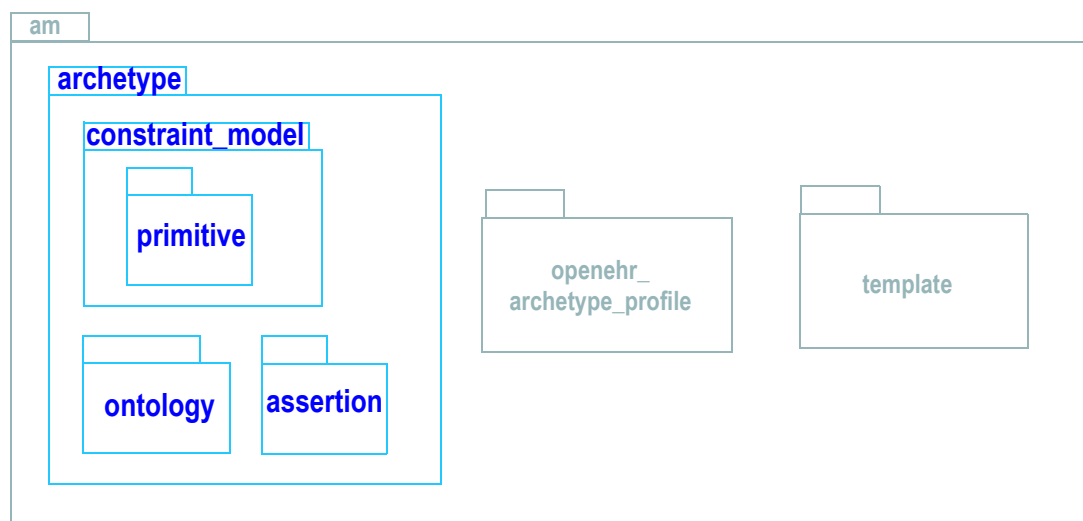 am
archetype
constraint_model
primitive
openehr_
archetype_profile
template
ontology
assertion